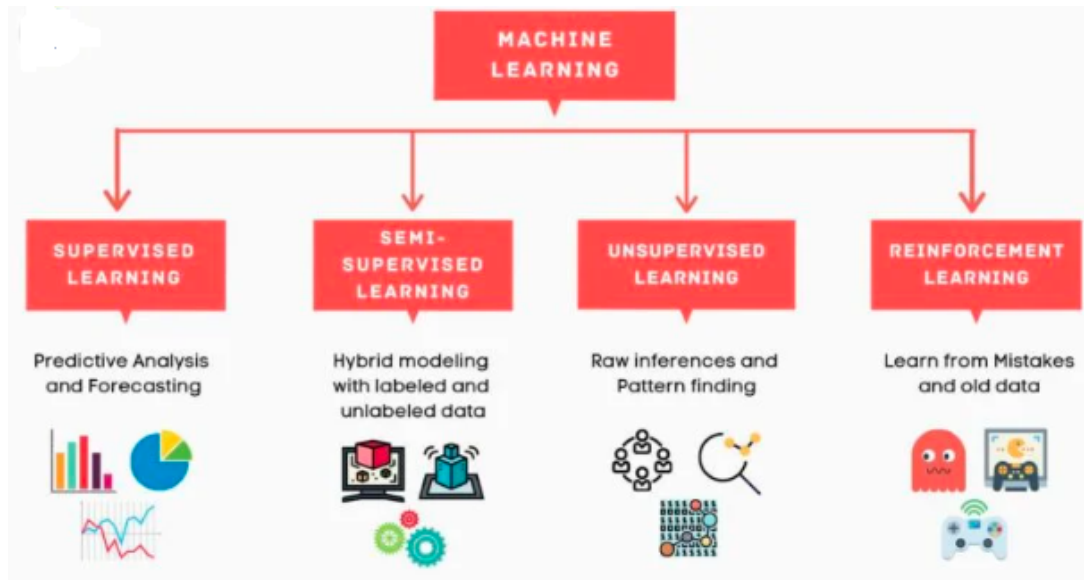 MACHINE
LEARNING
SUPERVISED
LEARNING
Predictive Analysis
and Forecasting
SEMI-
SUPERVISED
LEARNING
Hybrid modeling
with labeled and
unlabeled data
UNSUPERVISED
LEARNING
Raw inferences and
Pattern finding
REINFORCEMENT
LEARNING
Learn from Mistakes
and old data